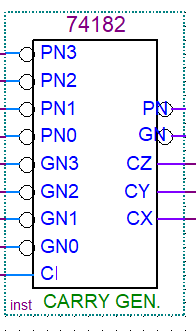 74182
PN3
PN2
PN1 PN
PN0 GN
GN3 CZ
GN2 CY
GN1 CX
GN0
CI
inst CARRY GEN.